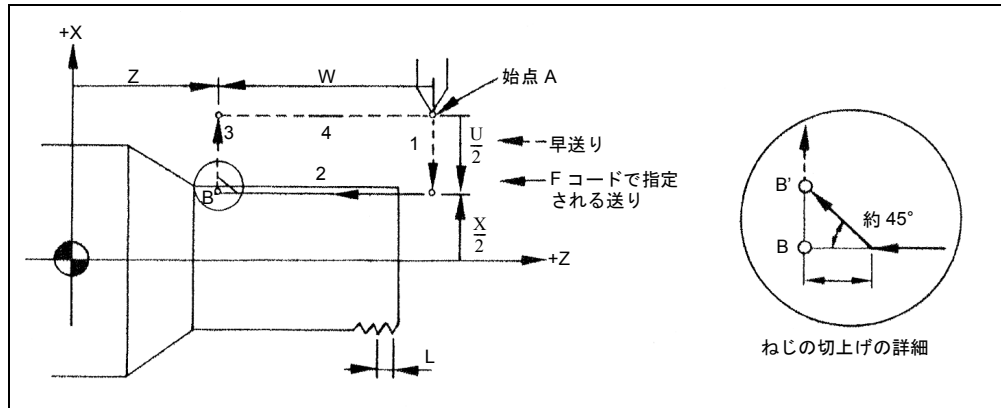 +X
Z
W
始点 A
3
4
1
U/2
早送り
2
F コードで指定
される送り
B'
X/2
+Z
L
B'
約 45°
B
ねじの切上げの詳細